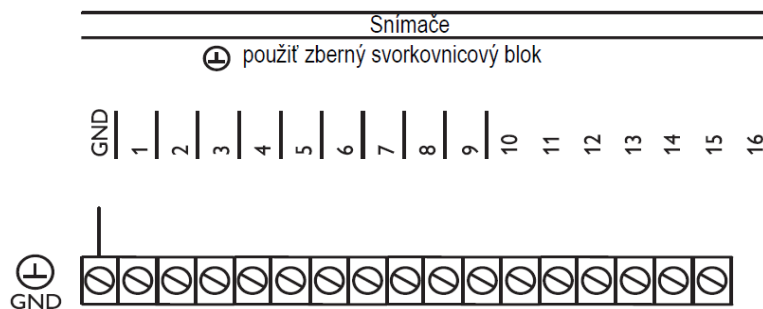 Snímače
použiť zberný svorkovnicový blok
GND 1 2 3 4 5 6 7 8 9 10 11 12 13 14 15 16
GND